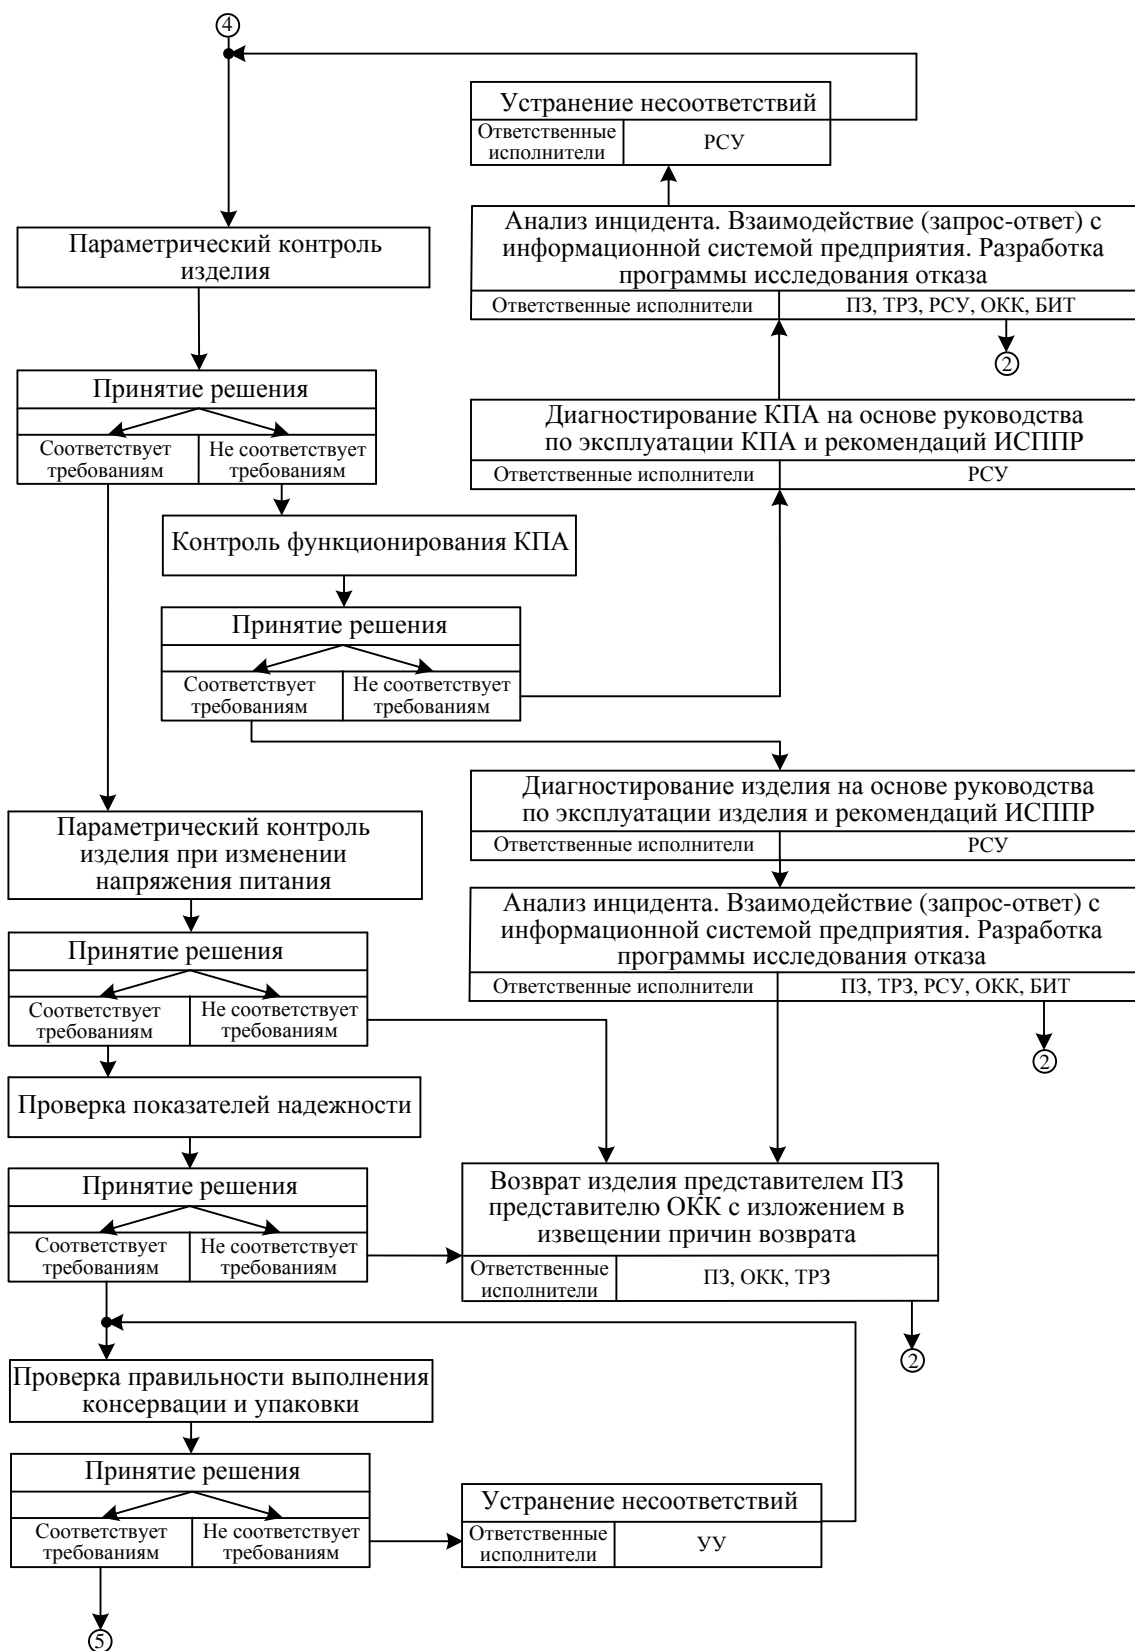 4
Устранение несоответствий
Ответственные
исполнители
РСУ
Анализ инцидента. Взаимодействие (запрос-ответ) с
информационной системой предприятия. Разработка
программы исследования отказа
Ответственные исполнители
ПЗ, ТРЗ, РСУ, ОКК, БИТ
2
Параметрический контроль
изделия
Принятие решения
Соответствует
требованиям
Не соответствует
требованиям
Диагностирование КПА на основе руководства
по эксплуатации КПА и рекомендаций ИСППР
Ответственные исполнители
РСУ
Контроль функционирования КПА
Принятие решения
Соответствует
требованиям
Не соответствует
требованиям
Диагностирование изделия на основе руководства
по эксплуатации изделия и рекомендаций ИСППР
Ответственные исполнители
РСУ
Параметрический контроль
изделия при изменении
напряжения питания
Анализ инцидента. Взаимодействие (запрос-ответ) с
информационной системой предприятия. Разработка
программы исследования отказа
Ответственные исполнители
ПЗ, ТРЗ, РСУ, ОКК, БИТ
2
Принятие решения
Соответствует
требованиям
Не соответствует
требованиям
Проверка показателей надежности
Принятие решения
Соответствует
требованиям
Не соответствует
требованиям
Возврат изделия представителем ПЗ
представителю ОКК с изложением в
извещении причин возврата
Ответственные
исполнители
ПЗ, ОКК, ТРЗ
2
Проверка правильности выполнения
консервации и упаковки
Принятие решения
Соответствует
требованиям
Не соответствует
требованиям
Устранение несоответствий
Ответственные
исполнители
УУ
5